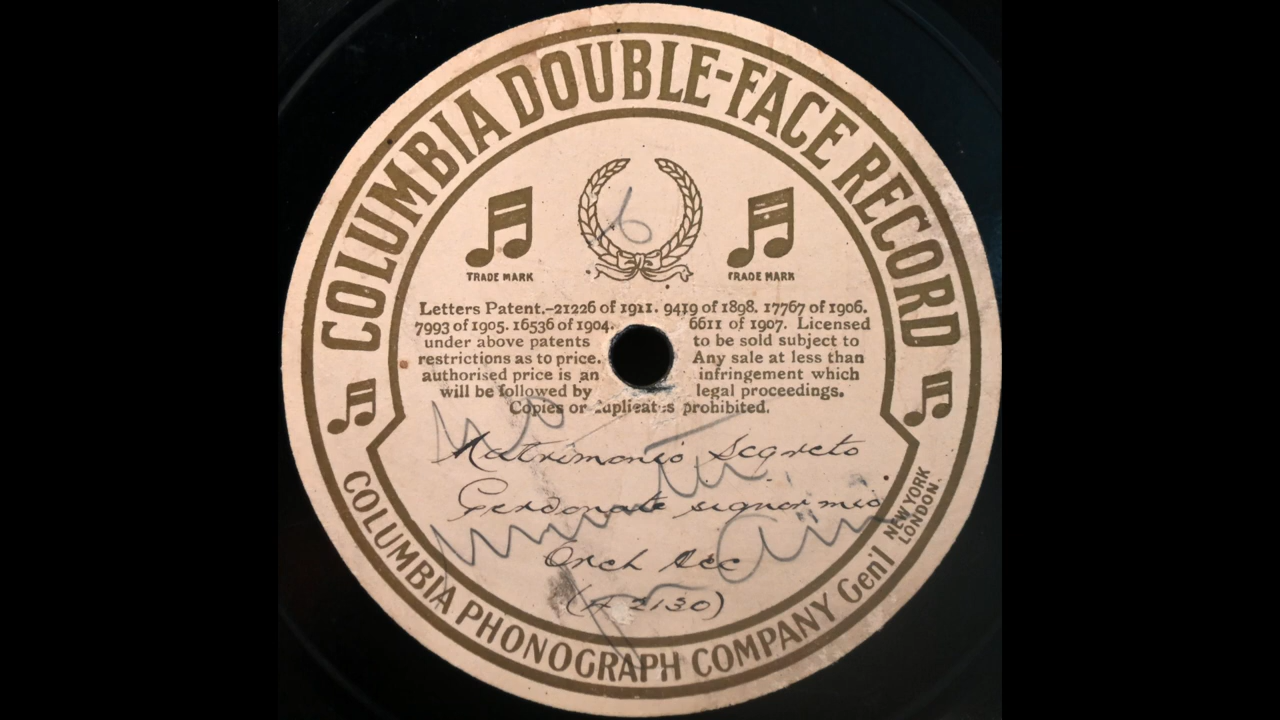 COLUMBIA DOUBLE-FACE RECORD
6
TRADE MARK TRADE MARK
Letters Patent.–21226 of 1911. 9419 of 1898. 17767 of 1906.
7993 of 1905. 16536 of 1904. 6611 of 1907. Licensed
under above patents to be sold subject to
restrictions as to price. Any sale at less than
authorised price is an infringement which
will be followed by legal proceedings.
Copies or duplicates prohibited.
Matrimonio Segreto
Perdonate signor mio
Orch Acc
(A 2130)
COLUMBIA PHONOGRAPH COMPANY Gen'l
NEW YORK
LONDON.